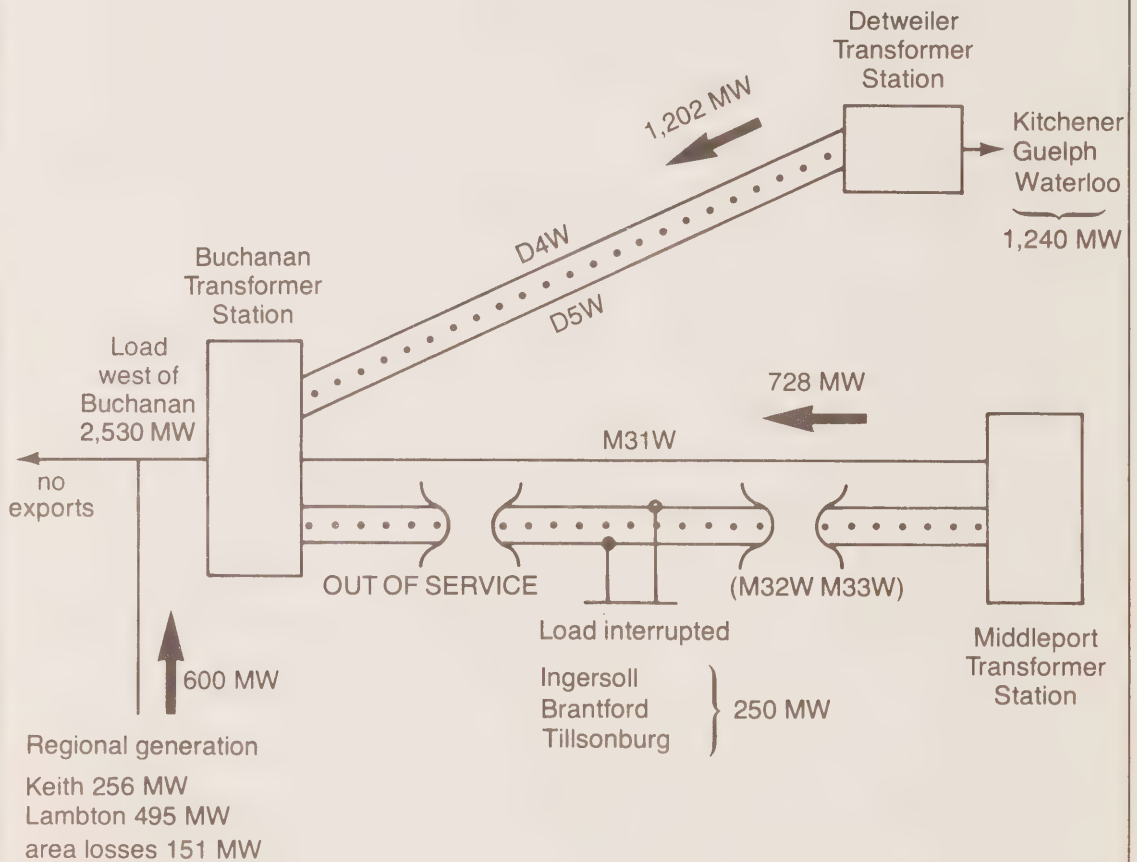 Detweiler
Transformer
Station
1,202 MW
Kitchener
Guelph
Waterloo
1,240 MW
D4W
D5W
Buchanan
Transformer
Station
Load
west of
Buchanan
2,530 MW
no
exports
728 MW
M31W
OUT OF SERVICE
(M32W M33W)
Load interrupted
Ingersoll
Brantford
Tillsonburg
250 MW
Middleport
Transformer
Station
600 MW
Regional generation
Keith 256 MW
Lambton 495 MW
area losses 151 MW